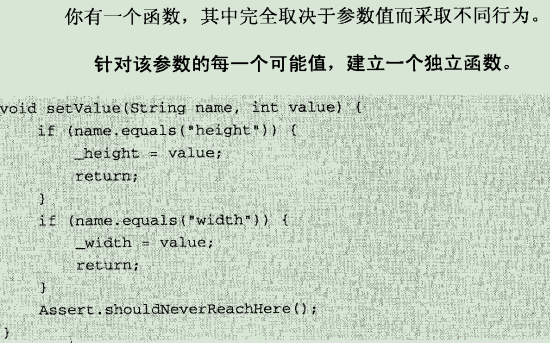 你有一个函数，其中完全取决于参数值而采取不同行为。
针对该参数的每一个可能值，建立一个独立函数。
void setValue(String name, int value) {
    if (name.equals("height")) {
        _height = value;
        return;
    }
    if (name.equals("width")) {
        _width = value;
        return;
    }
    Assert.shouldNeverReachHere();
}